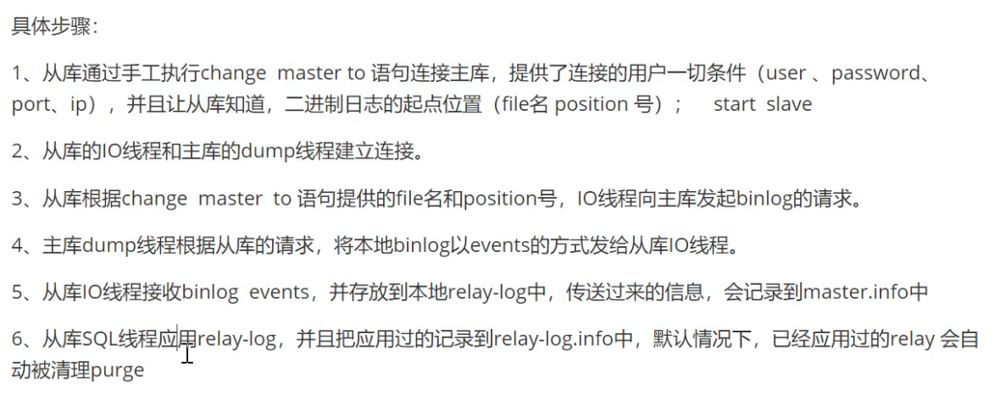 具体步骤：
1、从库通过手工执行change  master to 语句连接主库，提供了连接的用户一切条件（user 、password、
port、ip），并且让从库知道，二进制日志的起点位置（file名 position 号）；    start  slave
2、从库的IO线程和主库的dump线程建立连接。
3、从库根据change  master  to 语句提供的file名和position号，IO线程向主库发起binlog的请求。
4、主库dump线程根据从库的请求，将本地binlog以events的方式发给从库IO线程。
5、从库IO线程接收binlog  events，并存放到本地relay-log中，传送过来的信息，会记录到master.info中
6、从库SQL线程应用relay-log，并且把应用过的记录到relay-log.info中，默认情况下，已经应用过的relay 会自
动被清理purge